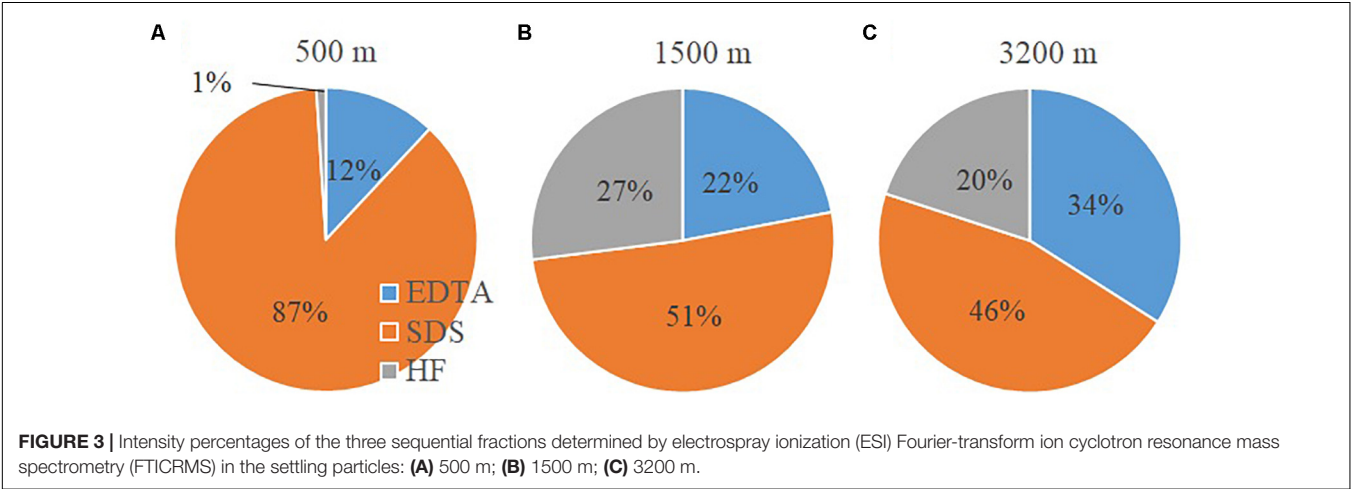 A
500 m
1%
12%
87%
EDTA
SDS
HF
B
1500 m
27%
22%
51%
C
3200 m
20%
34%
46%
FIGURE 3 | Intensity percentages of the three sequential fractions determined by electrospray ionization (ESI) Fourier-transform ion cyclotron resonance mass
spectrometry (FTICRMS) in the settling particles: (A) 500 m; (B) 1500 m; (C) 3200 m.